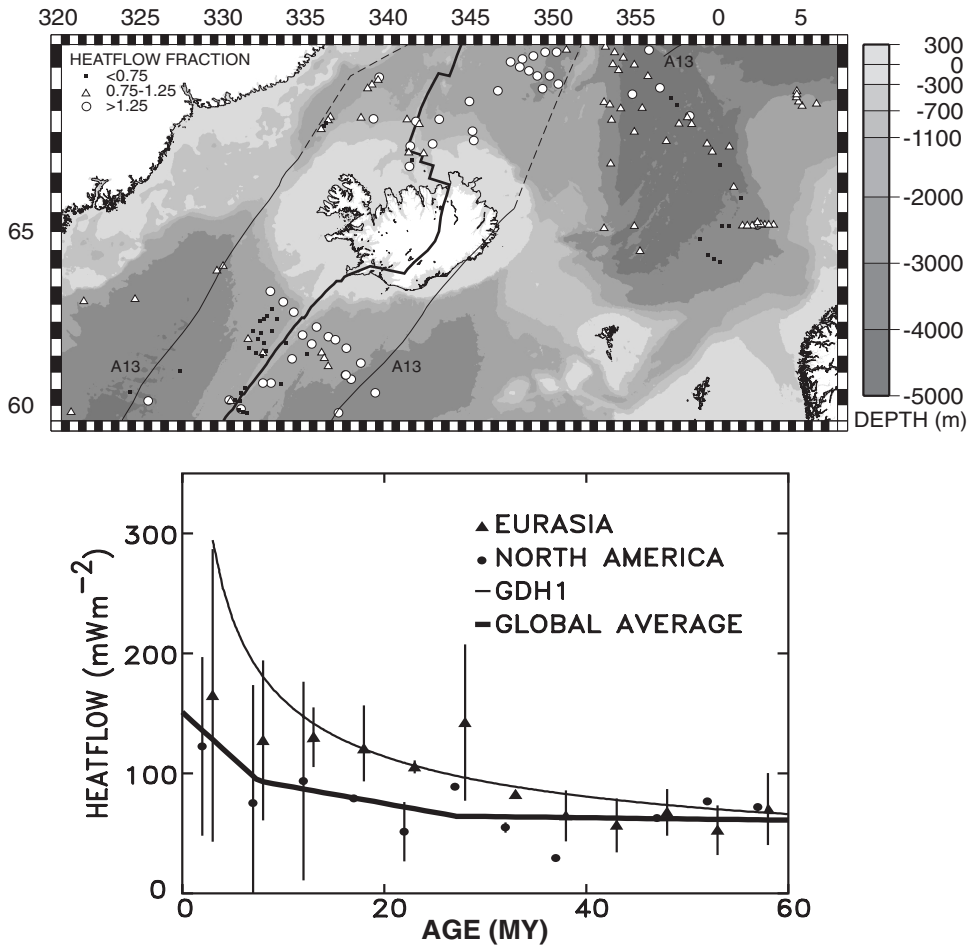 320 325 330 335 340 345 350 355 0 5
HEATFLOW FRACTION
<0.75
0.75-1.25
>1.25
A13
65
60
A13
A13
300
0
-300
-700
-1100
-2000
-3000
-4000
-5000
DEPTH (m)
HEATFLOW (mWm−2)
300
200
100
0
EURASIA
NORTH AMERICA
GDH1
GLOBAL AVERAGE
0 20 40 60
AGE (MY)